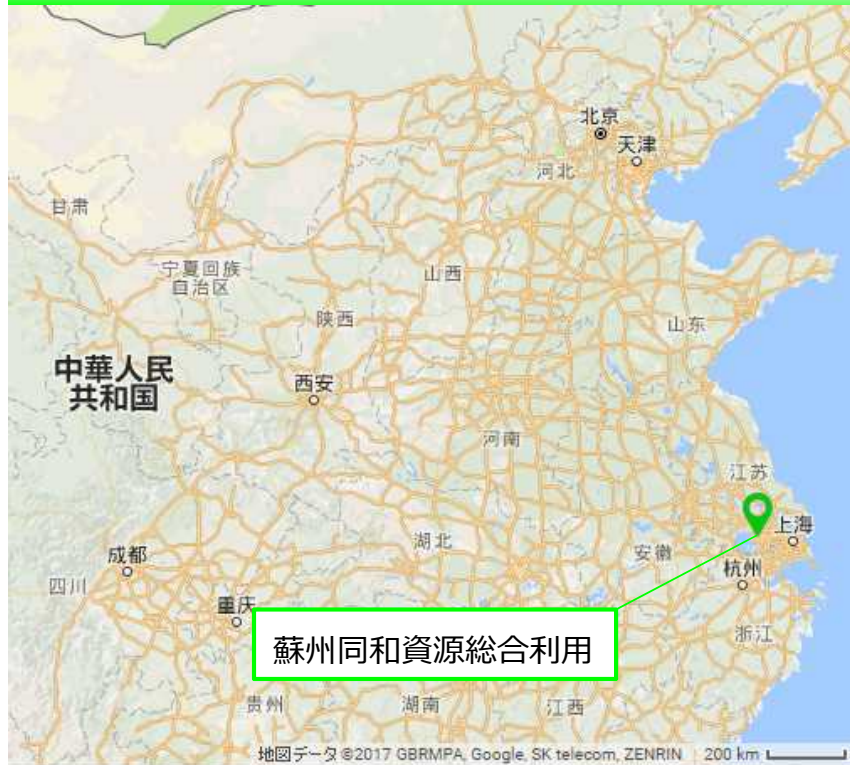 北京
天津
河北
甘肃
宁夏回族
自治区
山西
陕西
山东
中華人民
共和国
西安
河南
江苏
上海
湖北
安徽
成都
杭州
四川
重庆
浙江
蘇州同和資源総合利用
贵州
湖南
江西
地図データ ©2017 GBRMPA, Google, SK telecom, ZENRIN
200 km